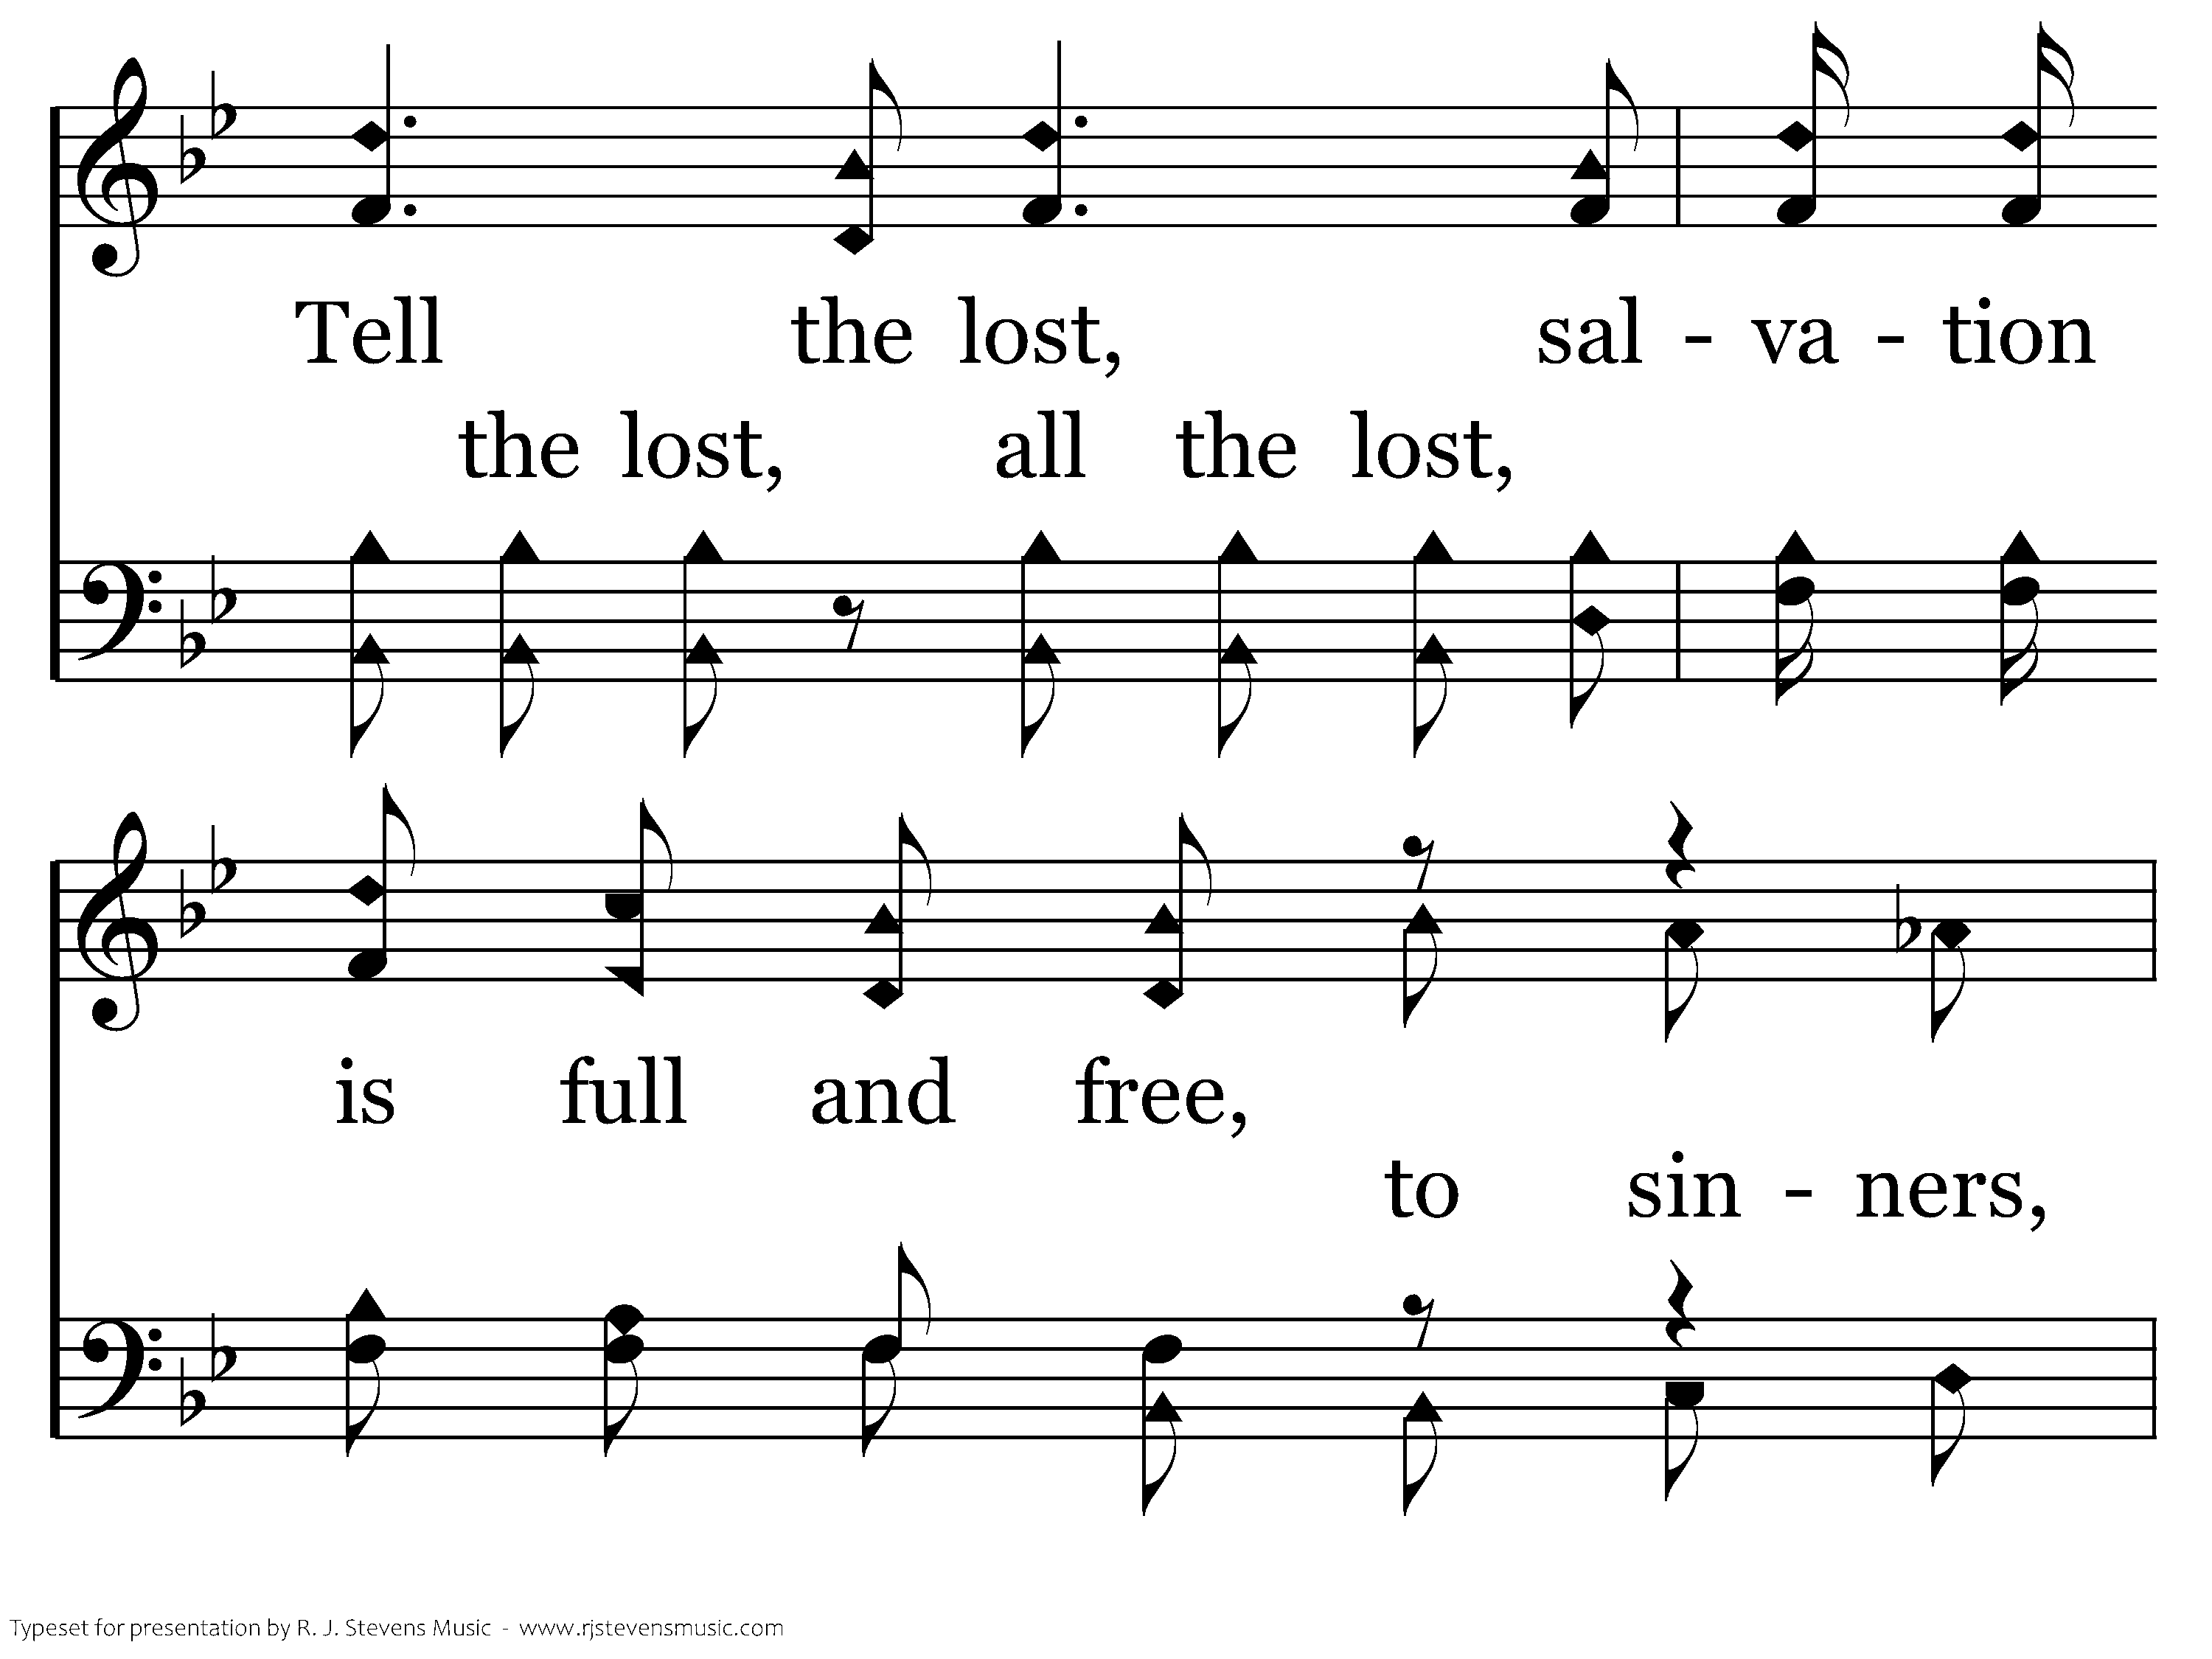 Tell the lost, sal - va - tion
the lost, all the lost,
is full and free,
to sin - ners,
Typeset for presentation by R. J. Stevens Music - www.rjstevensmusic.com